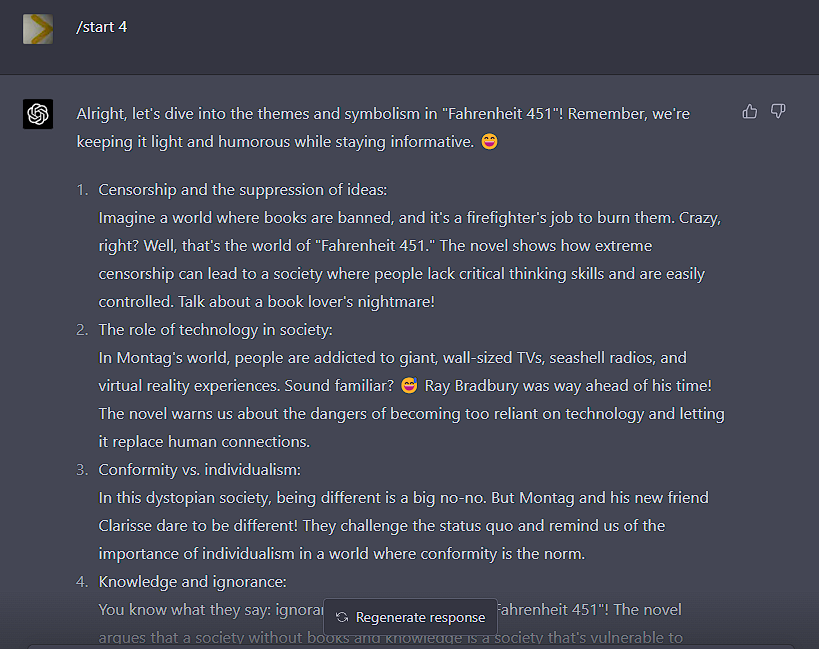 /start 4
Alright, let's dive into the themes and symbolism in "Fahrenheit 451"! Remember, we're
keeping it light and humorous while staying informative. 😄
1. Censorship and the suppression of ideas:
Imagine a world where books are banned, and it's a firefighter's job to burn them. Crazy,
right? Well, that's the world of "Fahrenheit 451." The novel shows how extreme
censorship can lead to a society where people lack critical thinking skills and are easily
controlled. Talk about a book lover's nightmare!
2. The role of technology in society:
In Montag's world, people are addicted to giant, wall-sized TVs, seashell radios, and
virtual reality experiences. Sound familiar? 😅 Ray Bradbury was way ahead of his time!
The novel warns us about the dangers of becoming too reliant on technology and letting
it replace human connections.
3. Conformity vs. individualism:
In this dystopian society, being different is a big no-no. But Montag and his new friend
Clarisse dare to be different! They challenge the status quo and remind us of the
importance of individualism in a world where conformity is the norm.
4. Knowledge and ignorance:
You know what they say: Fahrenheit 451"! The novel
Regenerate response
argues that a society without books and knowledge is a society that's vulnerable to